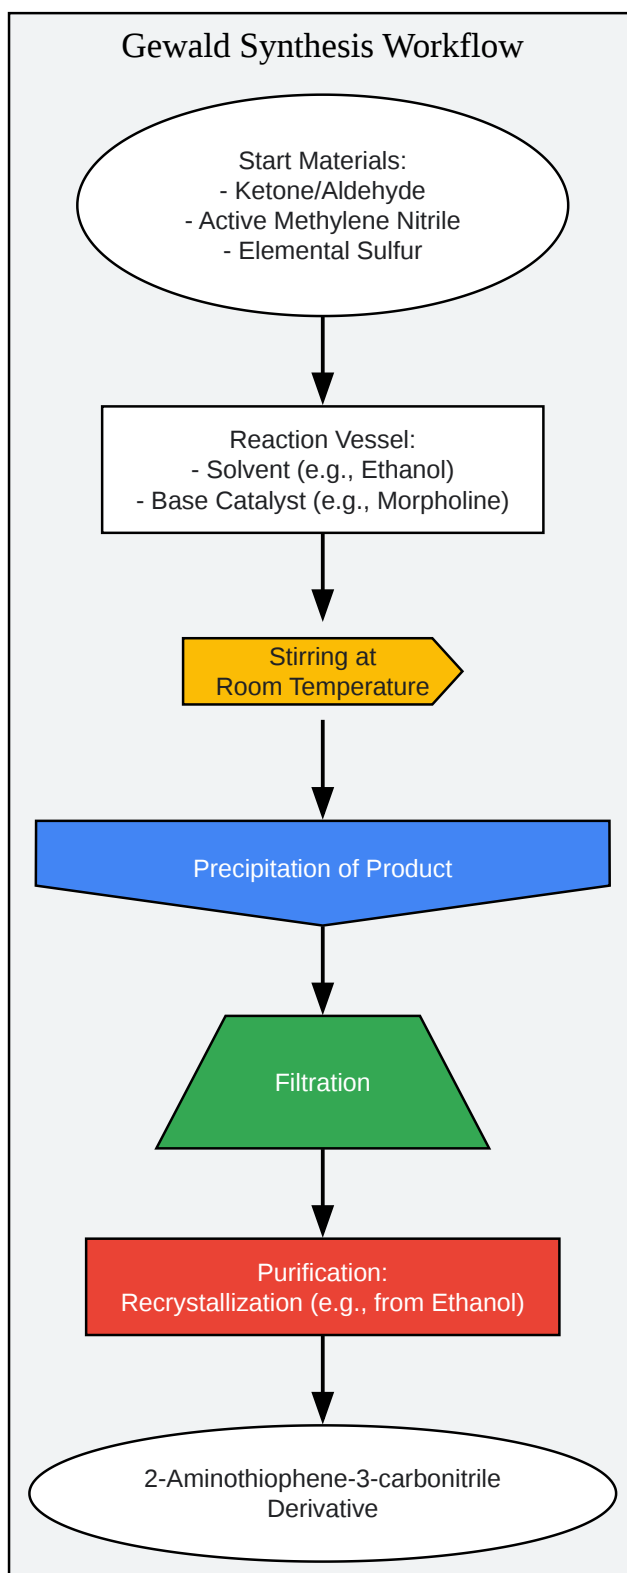 Gewald Synthesis Workflow
Start Materials:
- Ketone/Aldehyde
- Active Methylene Nitrile
- Elemental Sulfur
Reaction Vessel:
- Solvent (e.g., Ethanol)
- Base Catalyst (e.g., Morpholine)
Stirring at
Room Temperature
Precipitation of Product
Filtration
Purification:
Recrystallization (e.g., from Ethanol)
2-Aminothiophene-3-carbonitrile
Derivative